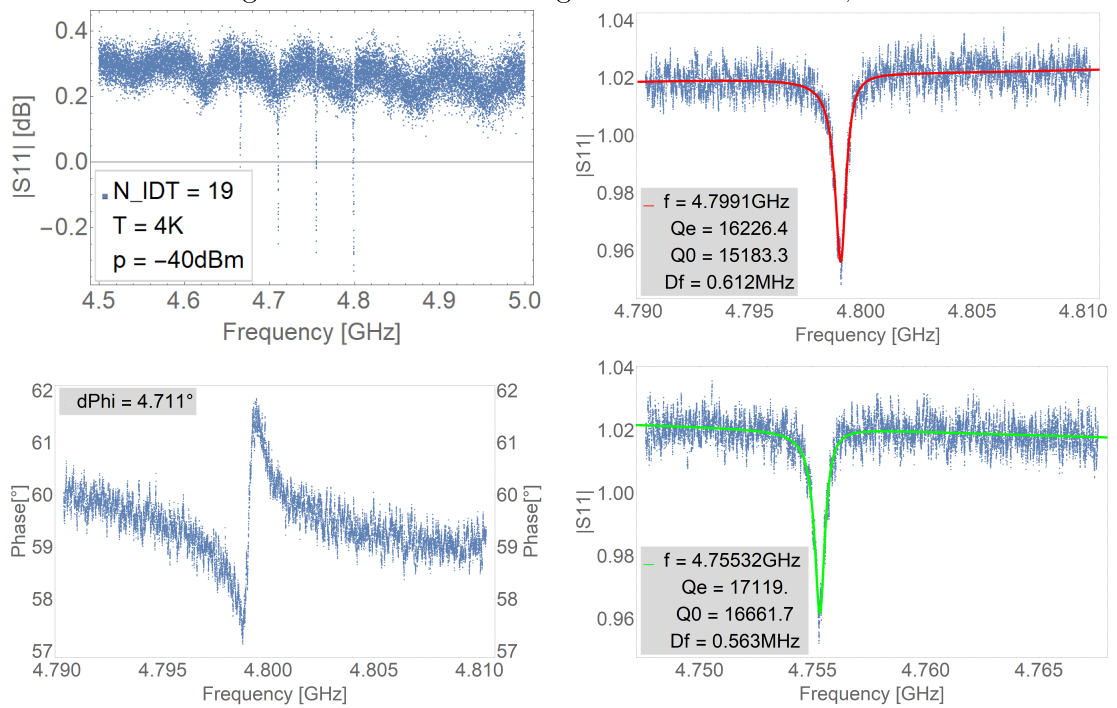 0.4
0.2
0.0
−0.2
|S11| [dB]
N_IDT = 19
T = 4K
p = −40dBm
4.5 4.6 4.7 4.8 4.9 5.0
Frequency [GHz]
1.04
1.02
1.00
0.98
0.96
|S11|
f = 4.7991GHz
Qe = 16226.4
Q0 = 15183.3
Df = 0.612MHz
4.790 4.795 4.800 4.805 4.810
Frequency [GHz]
62
61
60
59
58
57
Phase[°]
dPhi = 4.711°
62
61
60
59
58
57
Phase[°]
4.790 4.795 4.800 4.805 4.810
Frequency [GHz]
1.04
1.02
1.00
0.98
0.96
|S11|
f = 4.75532GHz
Qe = 17119.
Q0 = 16661.7
Df = 0.563MHz
4.750 4.755 4.760 4.765
Frequency [GHz]